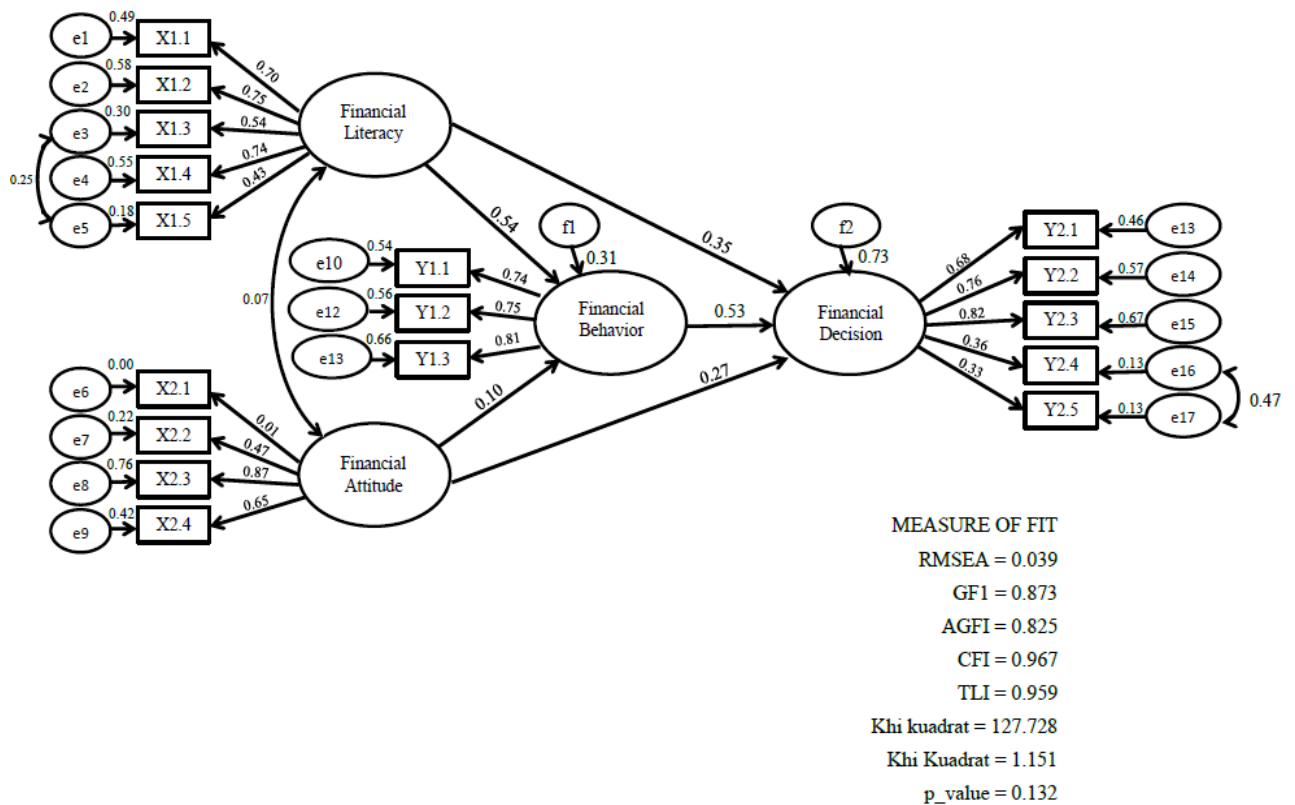 e1 0.49 X1.1
e2 0.58 X1.2
e3 0.30 X1.3
e4 0.55 X1.4
e5 0.18 X1.5
0.25
0.70
0.75
0.54
0.74
0.43
Financial
Literacy
0.54
0.35
0.07
f1
0.31
f2
0.73
e10 0.54 Y1.1
e12 0.56 Y1.2
e13 0.66 Y1.3
0.74
0.75
0.81
Financial
Behavior
0.53
Financial
Decision
0.68
0.76
0.82
0.36
0.33
Y2.1 0.46 e13
Y2.2 0.57 e14
Y2.3 0.67 e15
Y2.4 0.13 e16
Y2.5 0.13 e17
0.47
e6 0.00 X2.1
e7 0.22 X2.2
e8 0.76 X2.3
e9 0.42 X2.4
0.01
0.47
0.87
0.65
Financial
Attitude
0.10
0.27
MEASURE OF FIT
RMSEA = 0.039
GF1 = 0.873
AGFI = 0.825
CFI = 0.967
TLI = 0.959
Khi kuadrat = 127.728
Khi Kuadrat = 1.151
p_value = 0.132